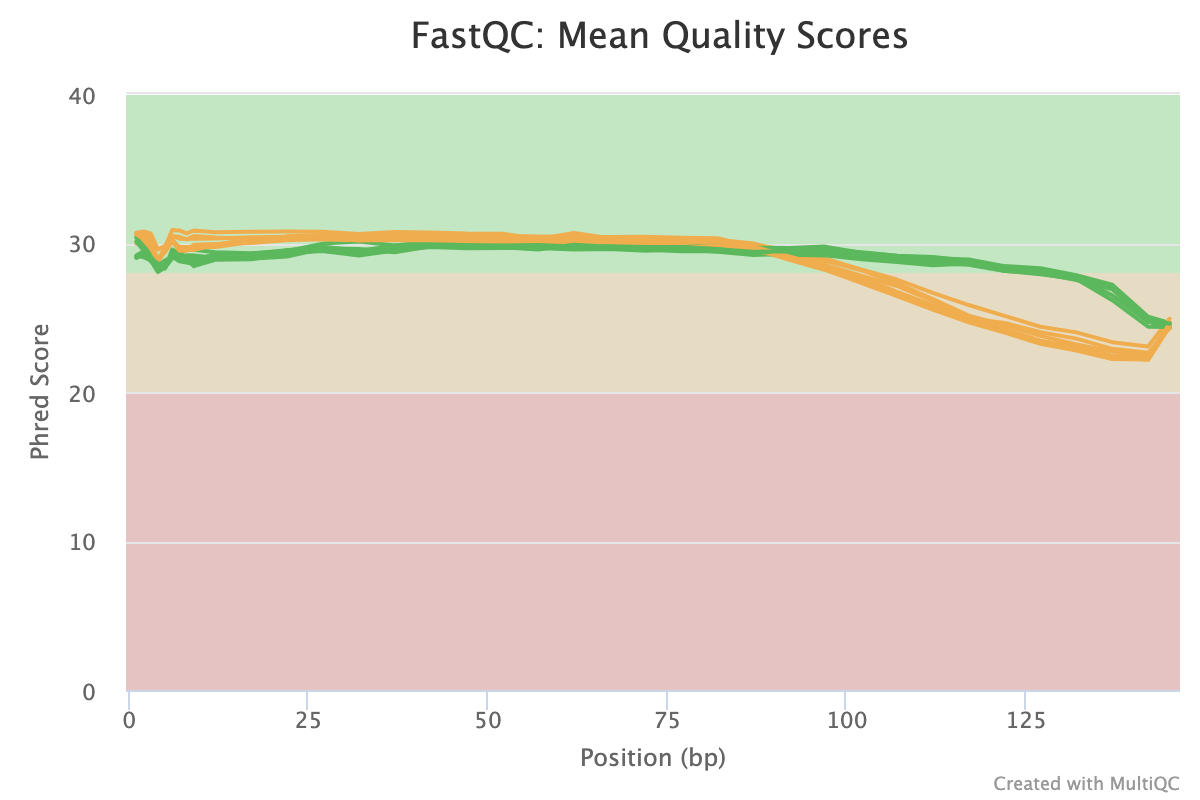 FastQC: Mean Quality Scores
40
30
20
10
0
Phred Score
0 25 50 75 100 125
Position (bp)
Created with MultiQC